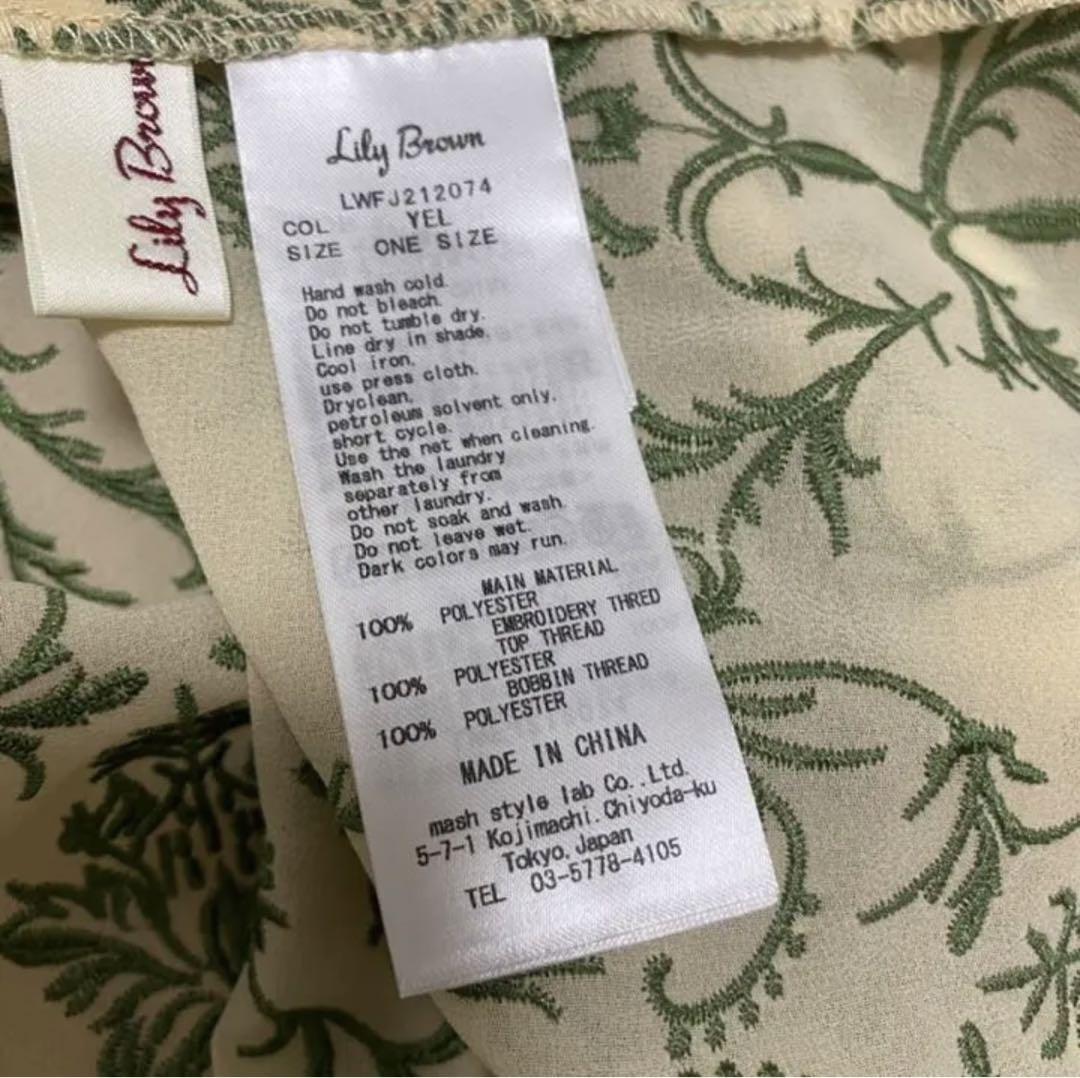 Lily Brown
Lily Brown
LWFJ212074
COL YEL
SIZE ONE SIZE
Hand wash cold.
Do not bleach.
Do not tumble dry.
Line dry in shade.
Cool iron.
use press cloth.
Dryclean.
petroleum solvent only.
short cycle.
Use the net when cleaning.
Wash the laundry
separately from
other laundry.
Do not soak and wash.
Do not leave wet.
Dark colors may run.
MAIN MATERIAL
100% POLYESTER
EMBROIDERY THRED
TOP THREAD
100% POLYESTER
BOBBIN THREAD
100% POLYESTER
MADE IN CHINA
mash style lab Co.,Ltd.
5-7-1 Kojimachi.Chiyoda-ku
Tokyo.Japan
TEL 03-5778-4105